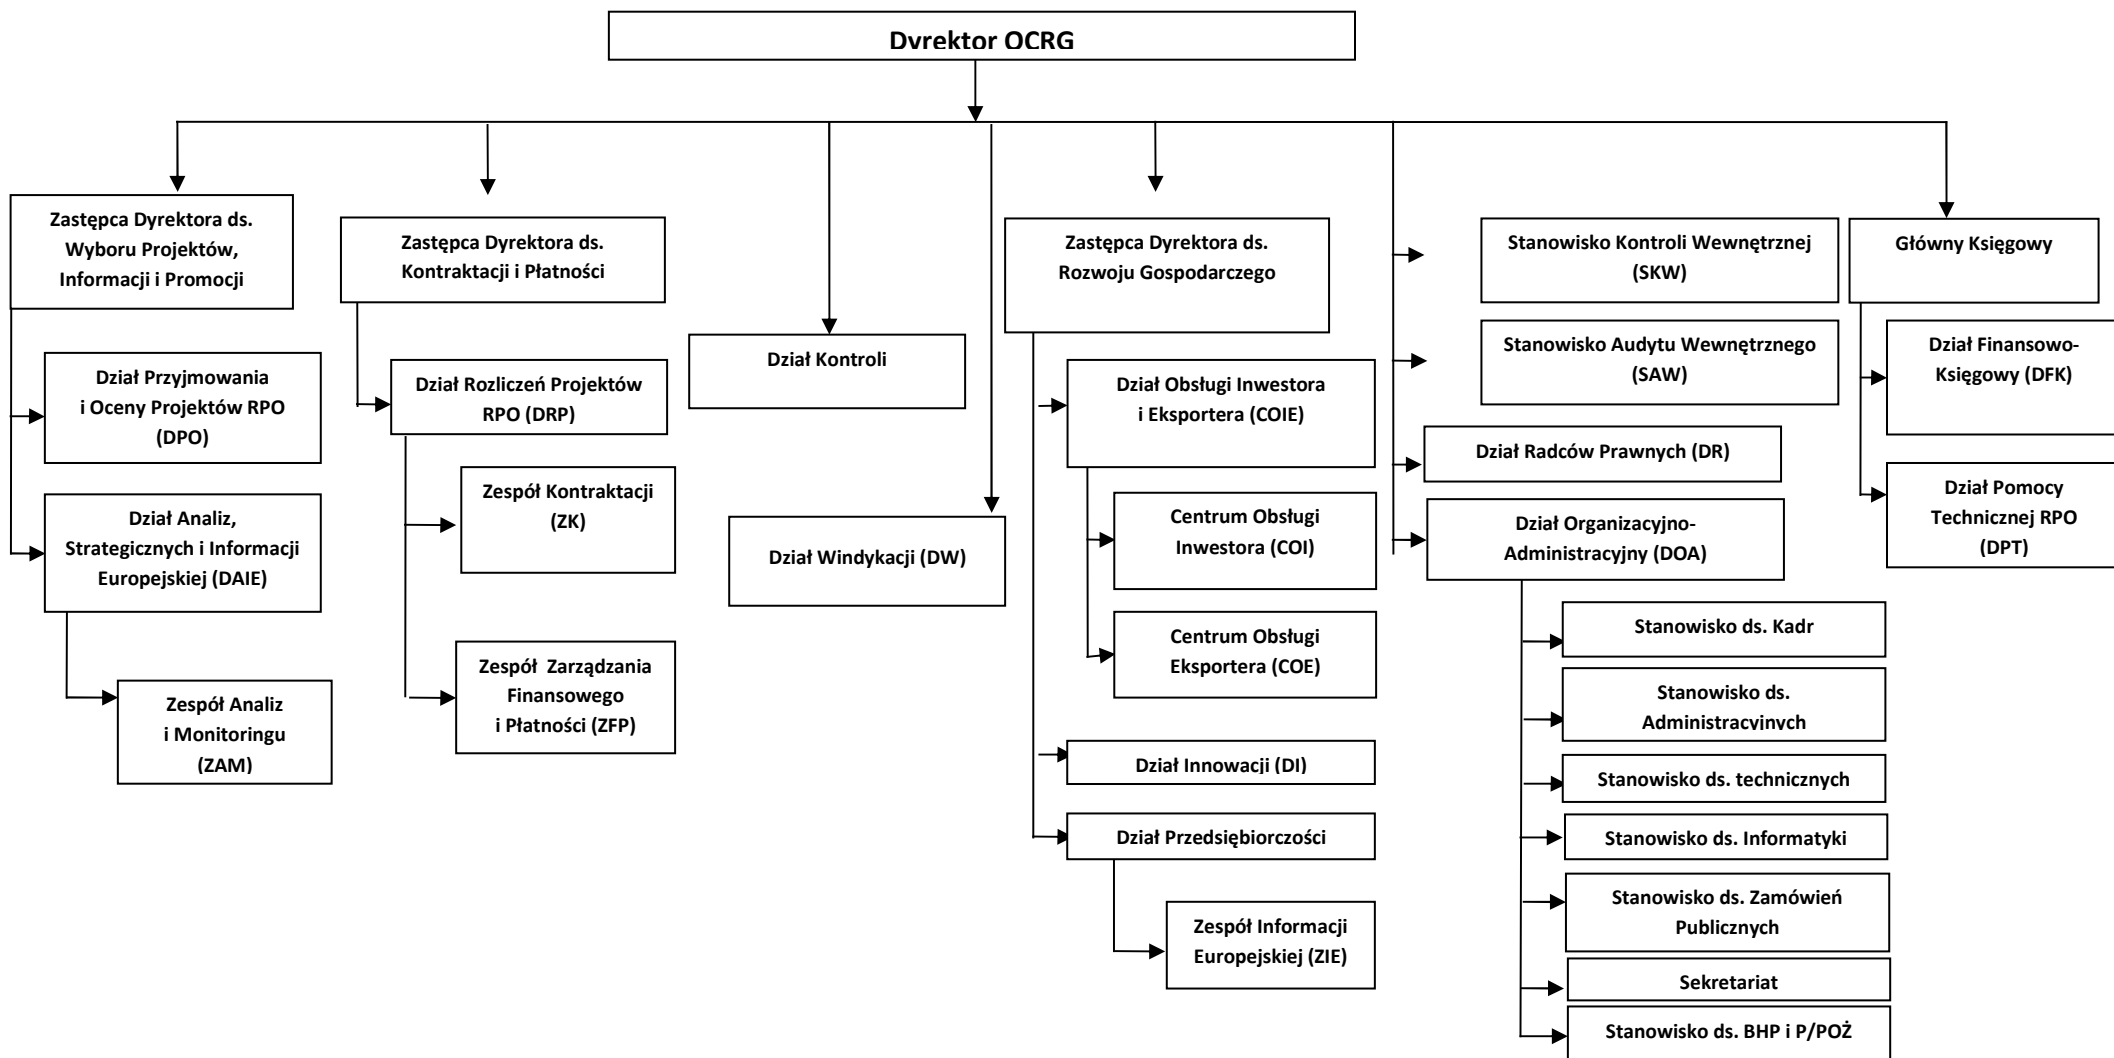 Dyrektor OCRG
Zastępca Dyrektora ds.
Wyboru Projektów,
Informacji i Promocji
Dział Przyjmowania
i Oceny Projektów RPO
(DPO)
Dział Analiz,
Strategicznych i Informacji
Europejskiej (DAIE)
Zespół Analiz
i Monitoringu
(ZAM)
Zastępca Dyrektora ds.
Kontraktacji i Płatności
Dział Rozliczeń Projektów
RPO (DRP)
Zespół Kontraktacji
(ZK)
Zespół Zarządzania
Finansowego
i Płatności (ZFP)
Dział Kontroli
Dział Windykacji (DW)
Zastępca Dyrektora ds.
Rozwoju Gospodarczego
Dział Obsługi Inwestora
i Eksportera (COIE)
Centrum Obsługi
Inwestora (COI)
Centrum Obsługi
Eksportera (COE)
Dział Innowacji (DI)
Dział Przedsiębiorczości
Zespół Informacji
Europejskiej (ZIE)
Stanowisko Kontroli Wewnętrznej
(SKW)
Stanowisko Audytu Wewnętrznego
(SAW)
Dział Radców Prawnych (DR)
Dział Organizacyjno-
Administracyjny (DOA)
Stanowisko ds. Kadr
Stanowisko ds.
Administracyjnych
Stanowisko ds. technicznych
Stanowisko ds. Informatyki
Stanowisko ds. Zamówień
Publicznych
Sekretariat
Stanowisko ds. BHP i P/POŻ
Główny Księgowy
Dział Finansowo-
Księgowy (DFK)
Dział Pomocy
Technicznej RPO
(DPT)